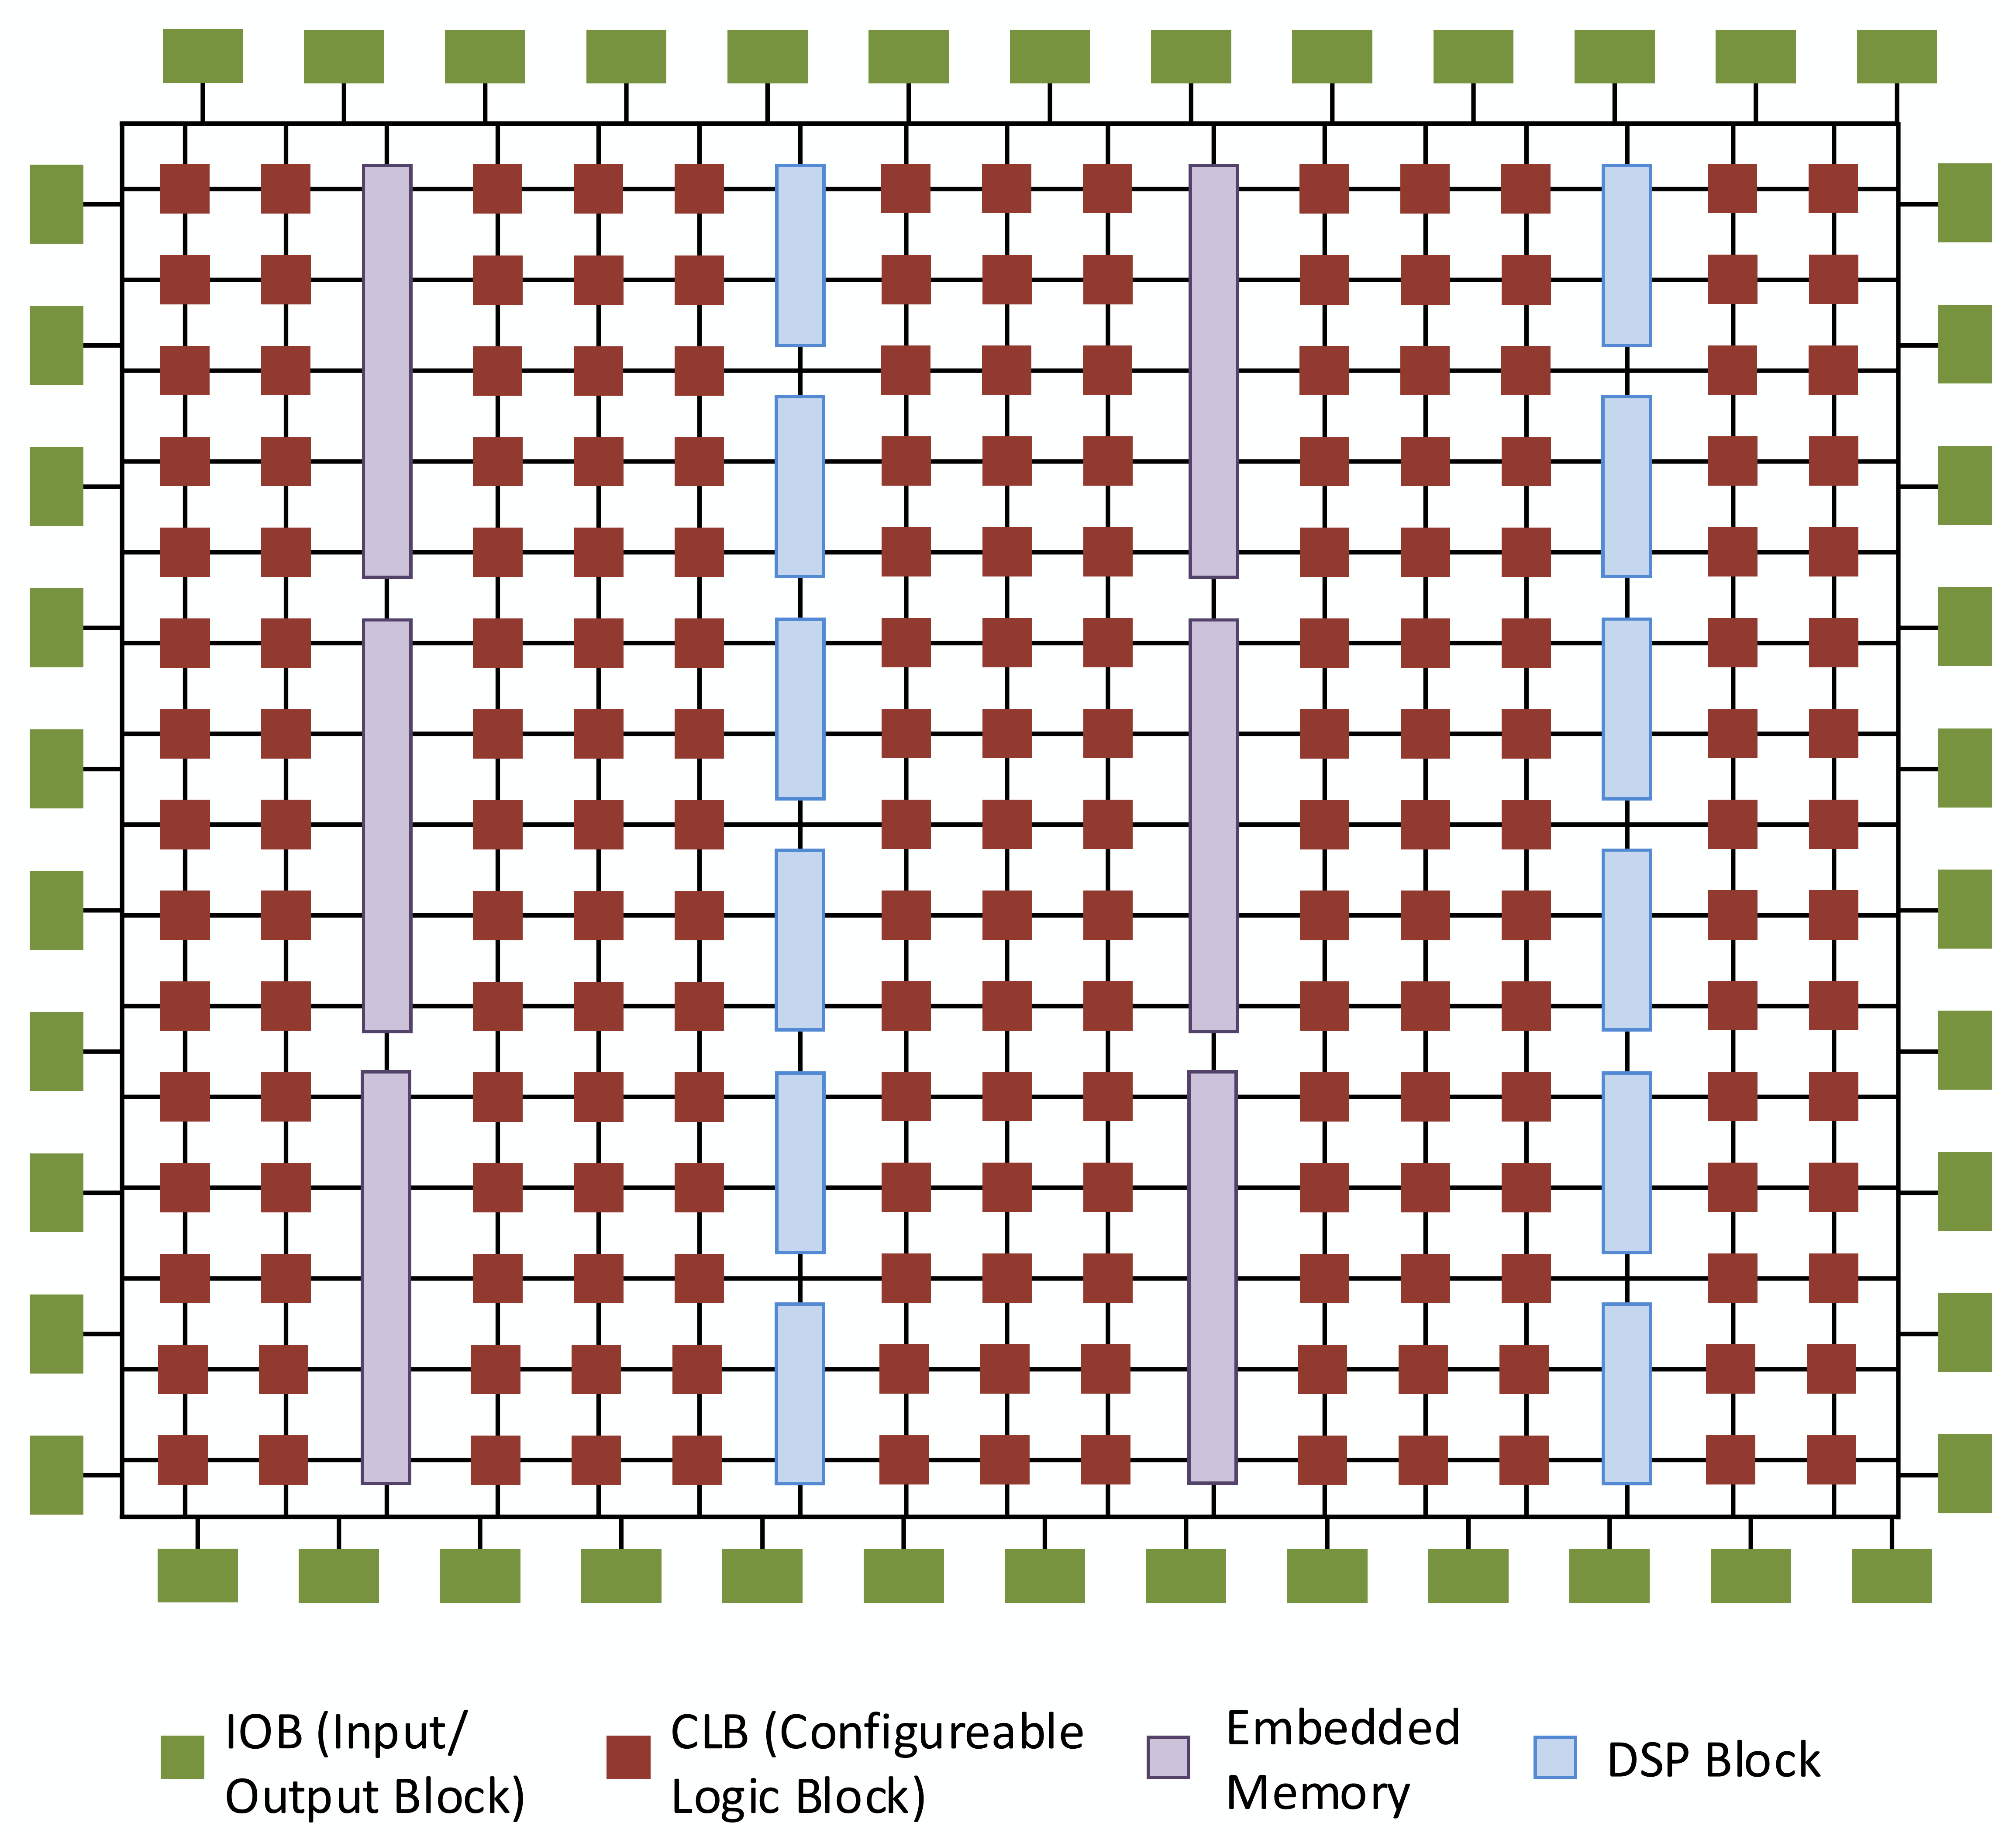 IOB (Input/
Output Block)
CLB (Configureable
Logic Block)
Embedded
Memory
DSP Block